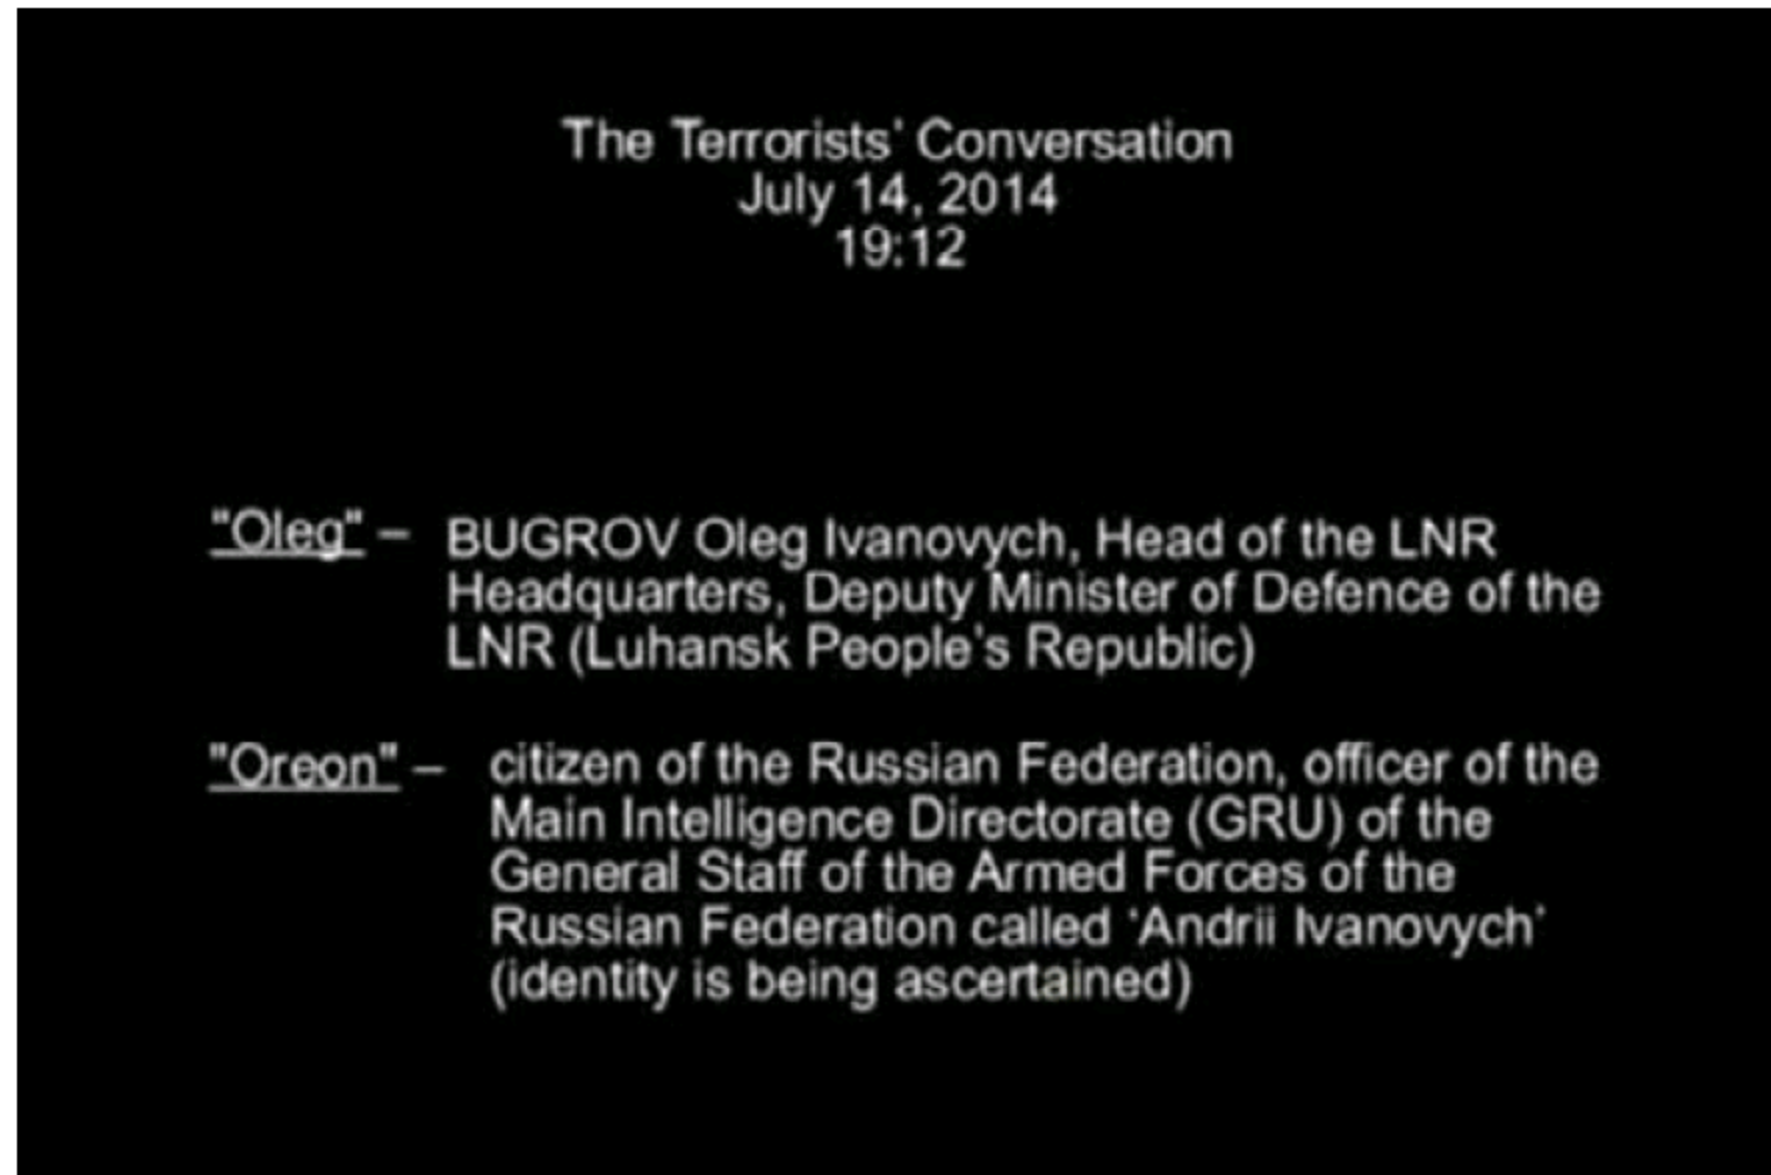 The Terrorists' Conversation
July 14, 2014
19:12
"Oleg" – BUGROV Oleg Ivanovych, Head of the LNR
Headquarters, Deputy Minister of Defence of the
LNR (Luhansk People's Republic)
"Oreon" – citizen of the Russian Federation, officer of the
Main Intelligence Directorate (GRU) of the
General Staff of the Armed Forces of the
Russian Federation called 'Andrii Ivanovych'
(identity is being ascertained)